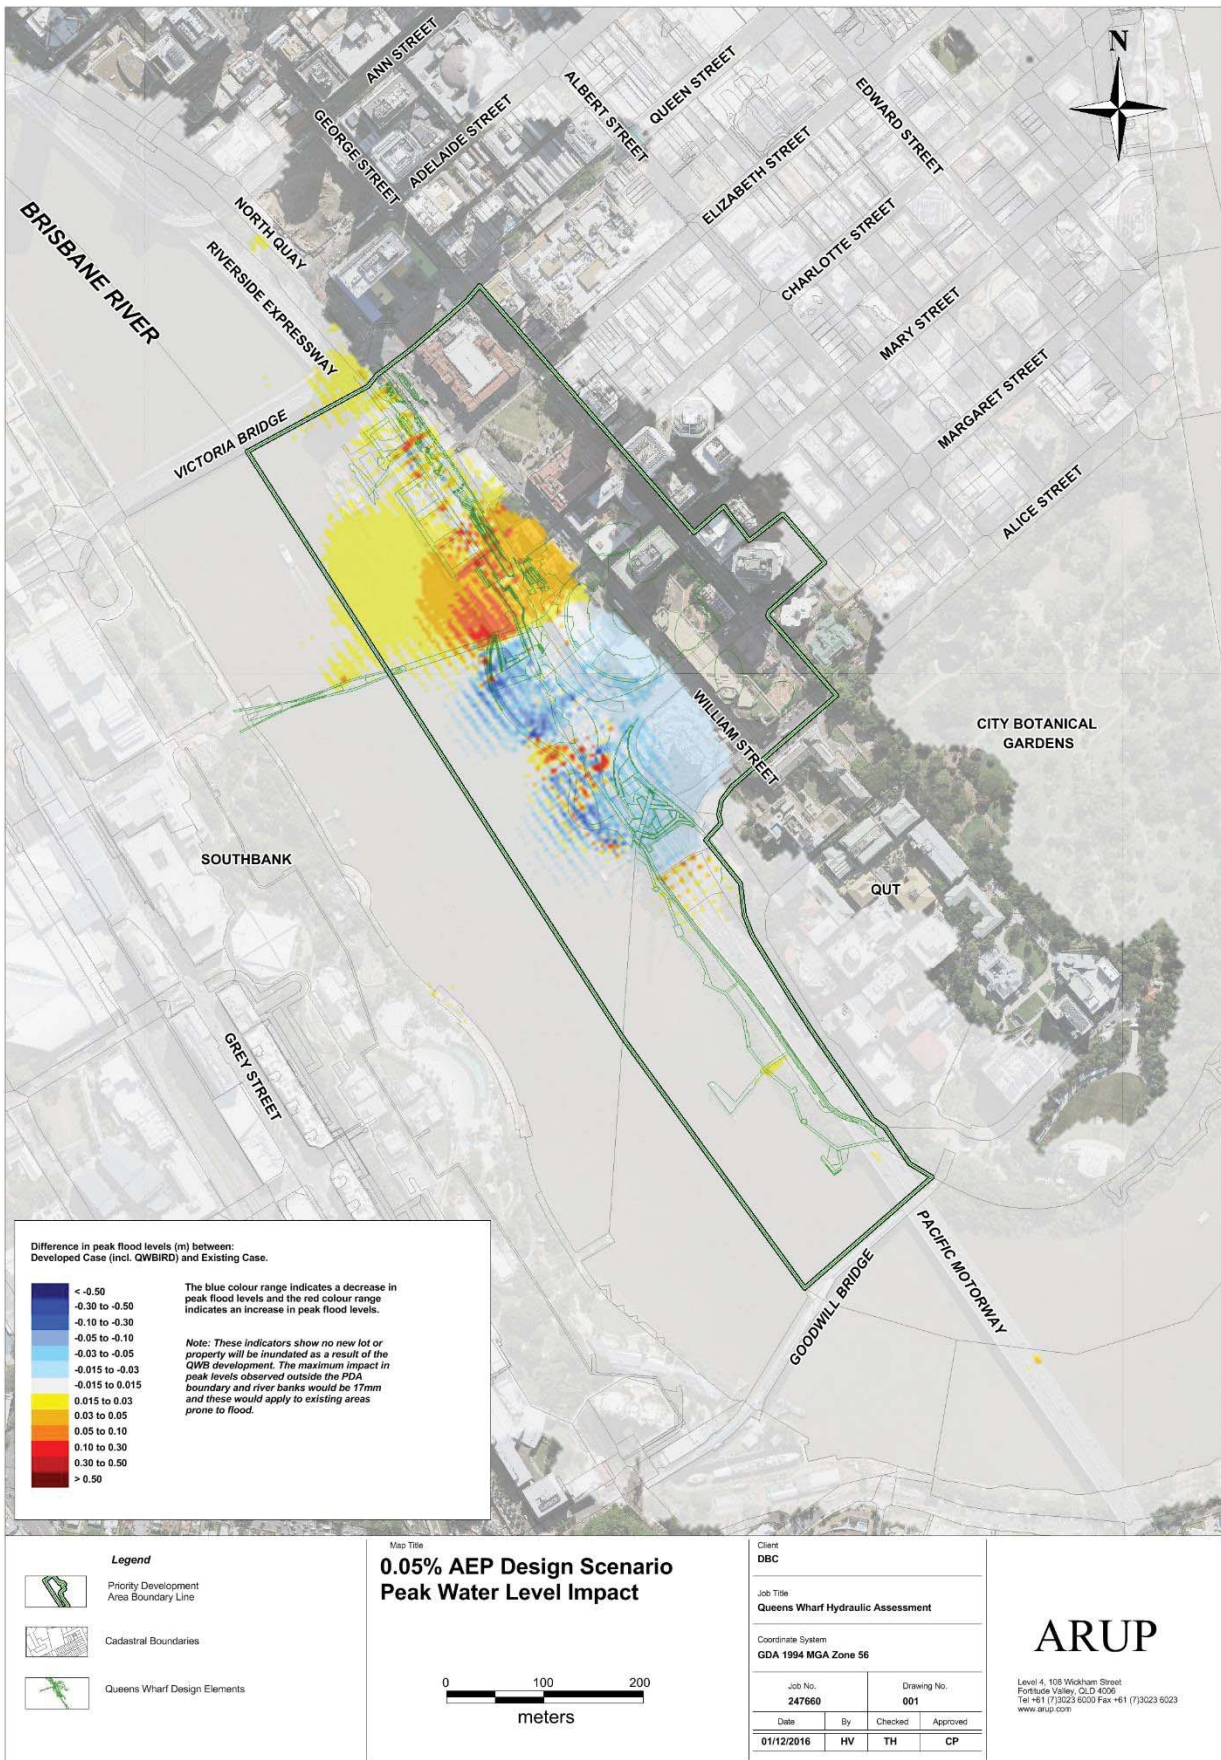 N
ANN STREET
ADELAIDE STREET
GEORGE STREET
ALBERT STREET
QUEEN STREET
EDWARD STREET
ELIZABETH STREET
CHARLOTTE STREET
MARY STREET
MARGARET STREET
ALICE STREET
NORTH QUAY
RIVERSIDE EXPRESSWAY
BRISBANE RIVER
VICTORIA BRIDGE
WILLIAM STREET
CITY BOTANICAL
GARDENS
SOUTHBANK
QUT
GREY STREET
PACIFIC MOTORWAY
GOODWILL BRIDGE
Difference in peak flood levels (m) between:
Developed Case (incl. QWBIRD) and Existing Case.
< -0.50
-0.30 to -0.50
-0.10 to -0.30
-0.05 to -0.10
-0.03 to -0.05
-0.015 to -0.03
-0.015 to 0.015
0.015 to 0.03
0.03 to 0.05
0.05 to 0.10
0.10 to 0.30
0.30 to 0.50
> 0.50
The blue colour range indicates a decrease in
peak flood levels and the red colour range
indicates an increase in peak flood levels.
Note: These indicators show no new lot or
property will be inundated as a result of the
QWB development. The maximum impact in
peak levels observed outside the PDA
boundary and river banks would be 17mm
and these would apply to existing areas
prone to flood.
Legend
Priority Development
Area Boundary Line
Cadastral Boundaries
Queens Wharf Design Elements
Map Title
0.05% AEP Design Scenario
Peak Water Level Impact
0 100 200
meters
Client
DBC
Job Title
Queens Wharf Hydraulic Assessment
Coordinate System
GDA 1994 MGA Zone 56
Job No. Drawing No.
247660 001
Date By Checked Approved
01/12/2016 HV TH CP
ARUP
Level 4, 108 Wickham Street
Fortitude Valley, QLD 4006
Tel +61 (7)3023 6000 Fax +61 (7)3023 6023
www.arup.com